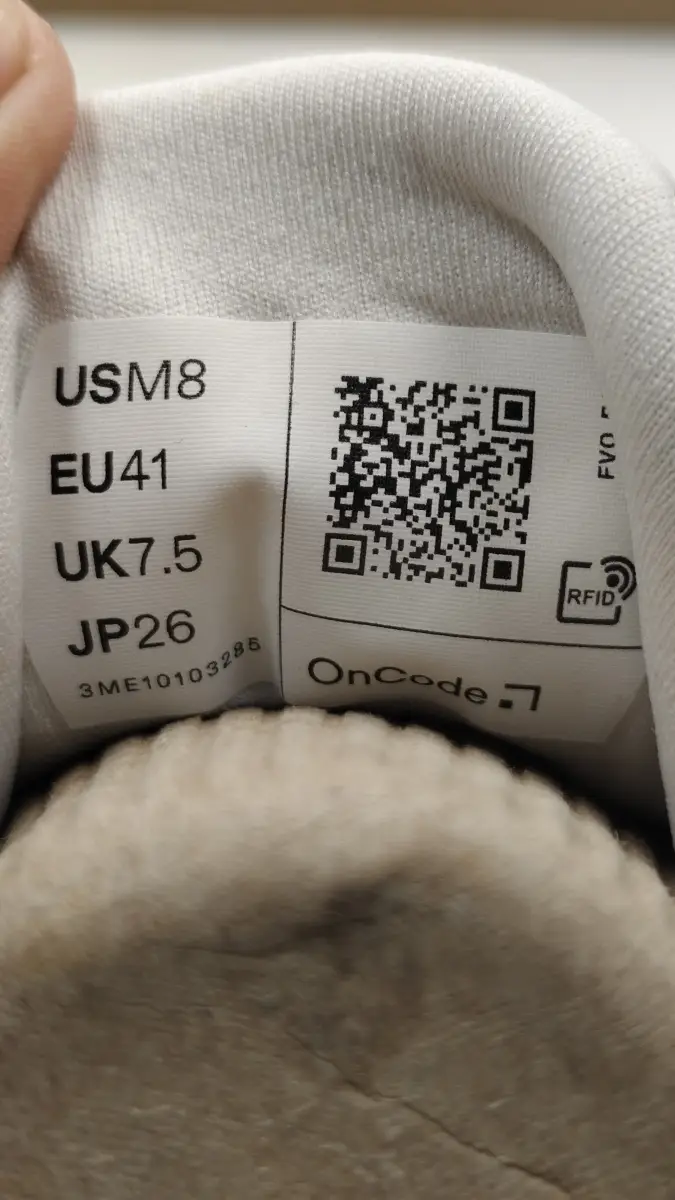 USM8
EU41
UK7.5
JP26
3ME10103285
RFID
OnCode